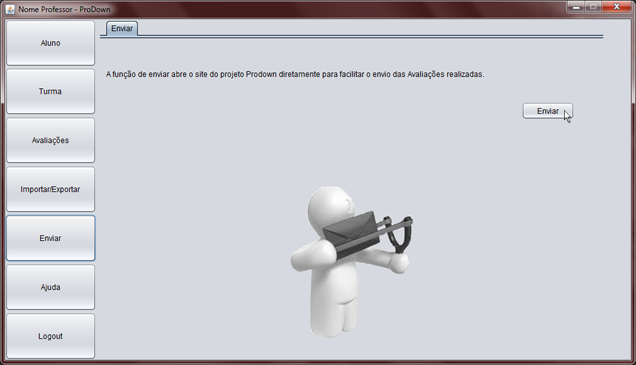 Nome Professor - ProDown
Aluno
Turma
Avaliações
Importar/Exportar
Enviar
Ajuda
Logout
Enviar
A função de enviar abre o site do projeto Prodown diretamente para facilitar o envio das Avaliações realizadas.
Enviar